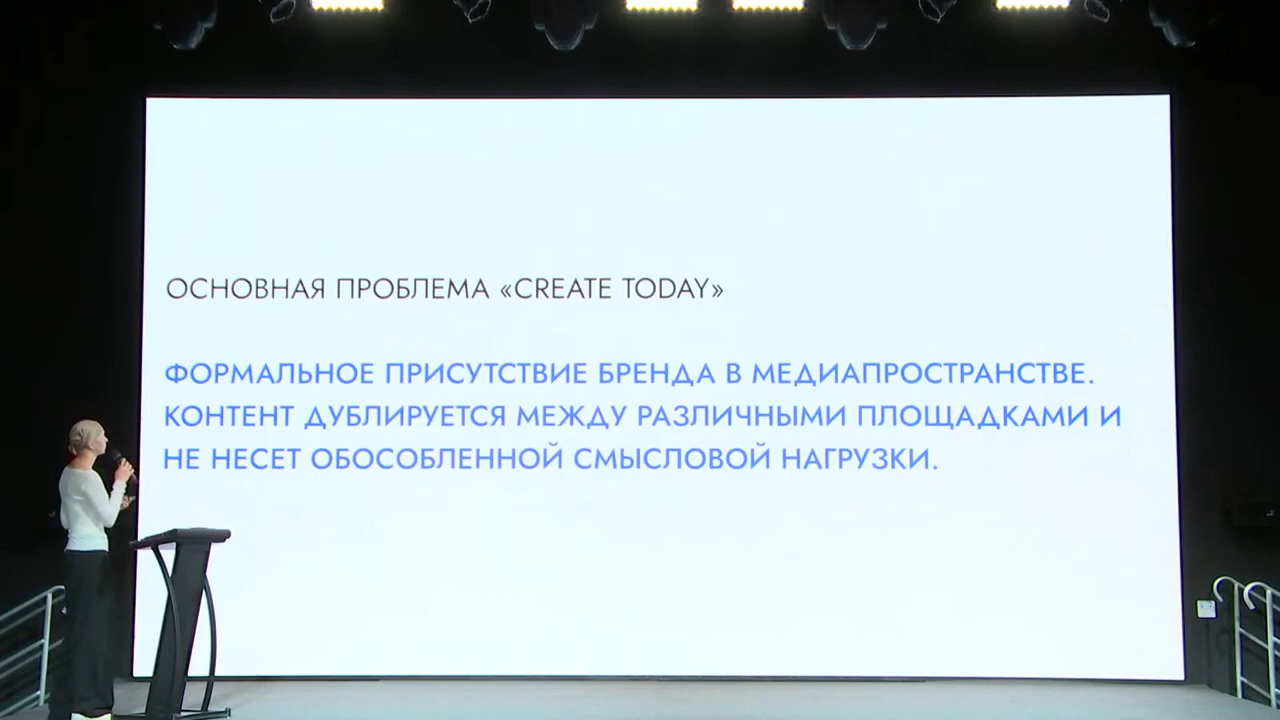 ОСНОВНАЯ ПРОБЛЕМА «CREATE TODAY»
ФОРМАЛЬНОЕ ПРИСУТСТВИЕ БРЕНДА В МЕДИАПРОСТРАНСТВЕ.
КОНТЕНТ ДУБЛИРУЕТСЯ МЕЖДУ РАЗЛИЧНЫМИ ПЛОЩАДКАМИ И
НЕ НЕСЕТ ОБОСОБЛЕННОЙ СМЫСЛОВОЙ НАГРУЗКИ.